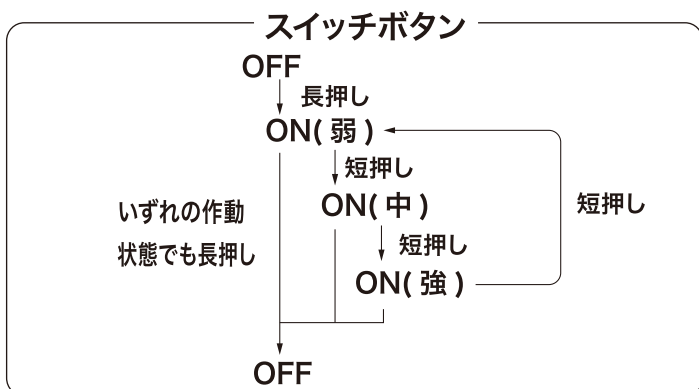 スイッチボタン
OFF
長押し
ON( 弱 )
短押し
ON( 中 )
短押し
ON( 強 )
短押し
いずれの作動
状態でも長押し
OFF